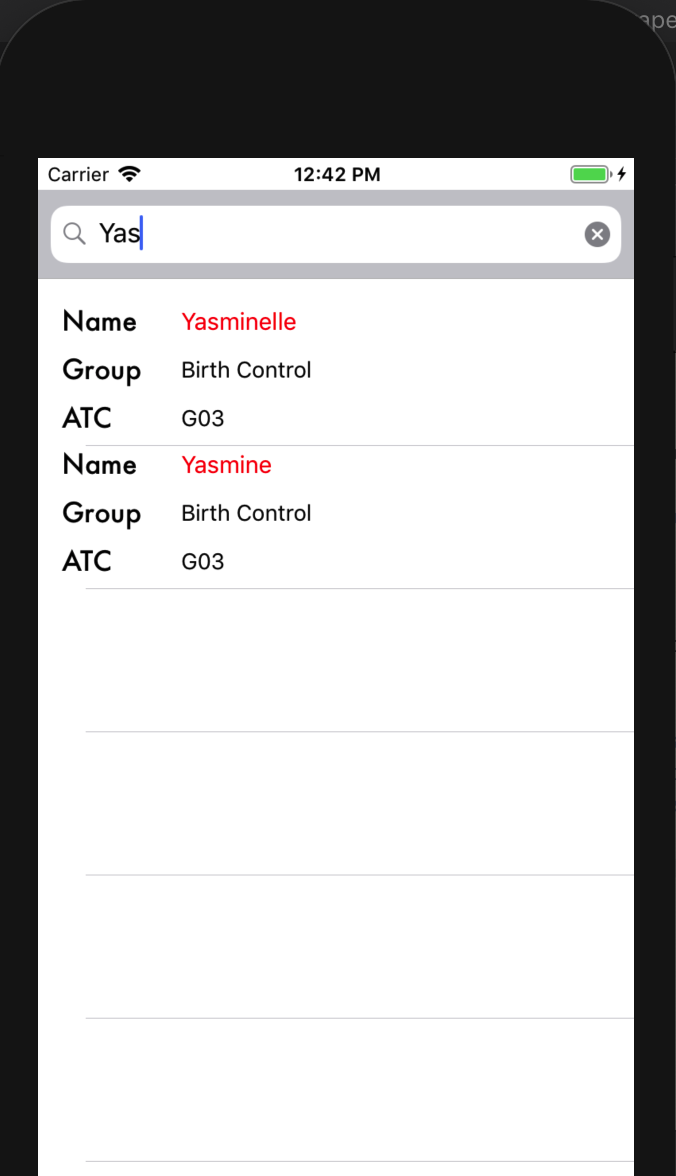 ape
Carrier 12:42 PM
Yas
Name Yasminelle
Group Birth Control
ATC G03
Name Yasmine
Group Birth Control
ATC G03